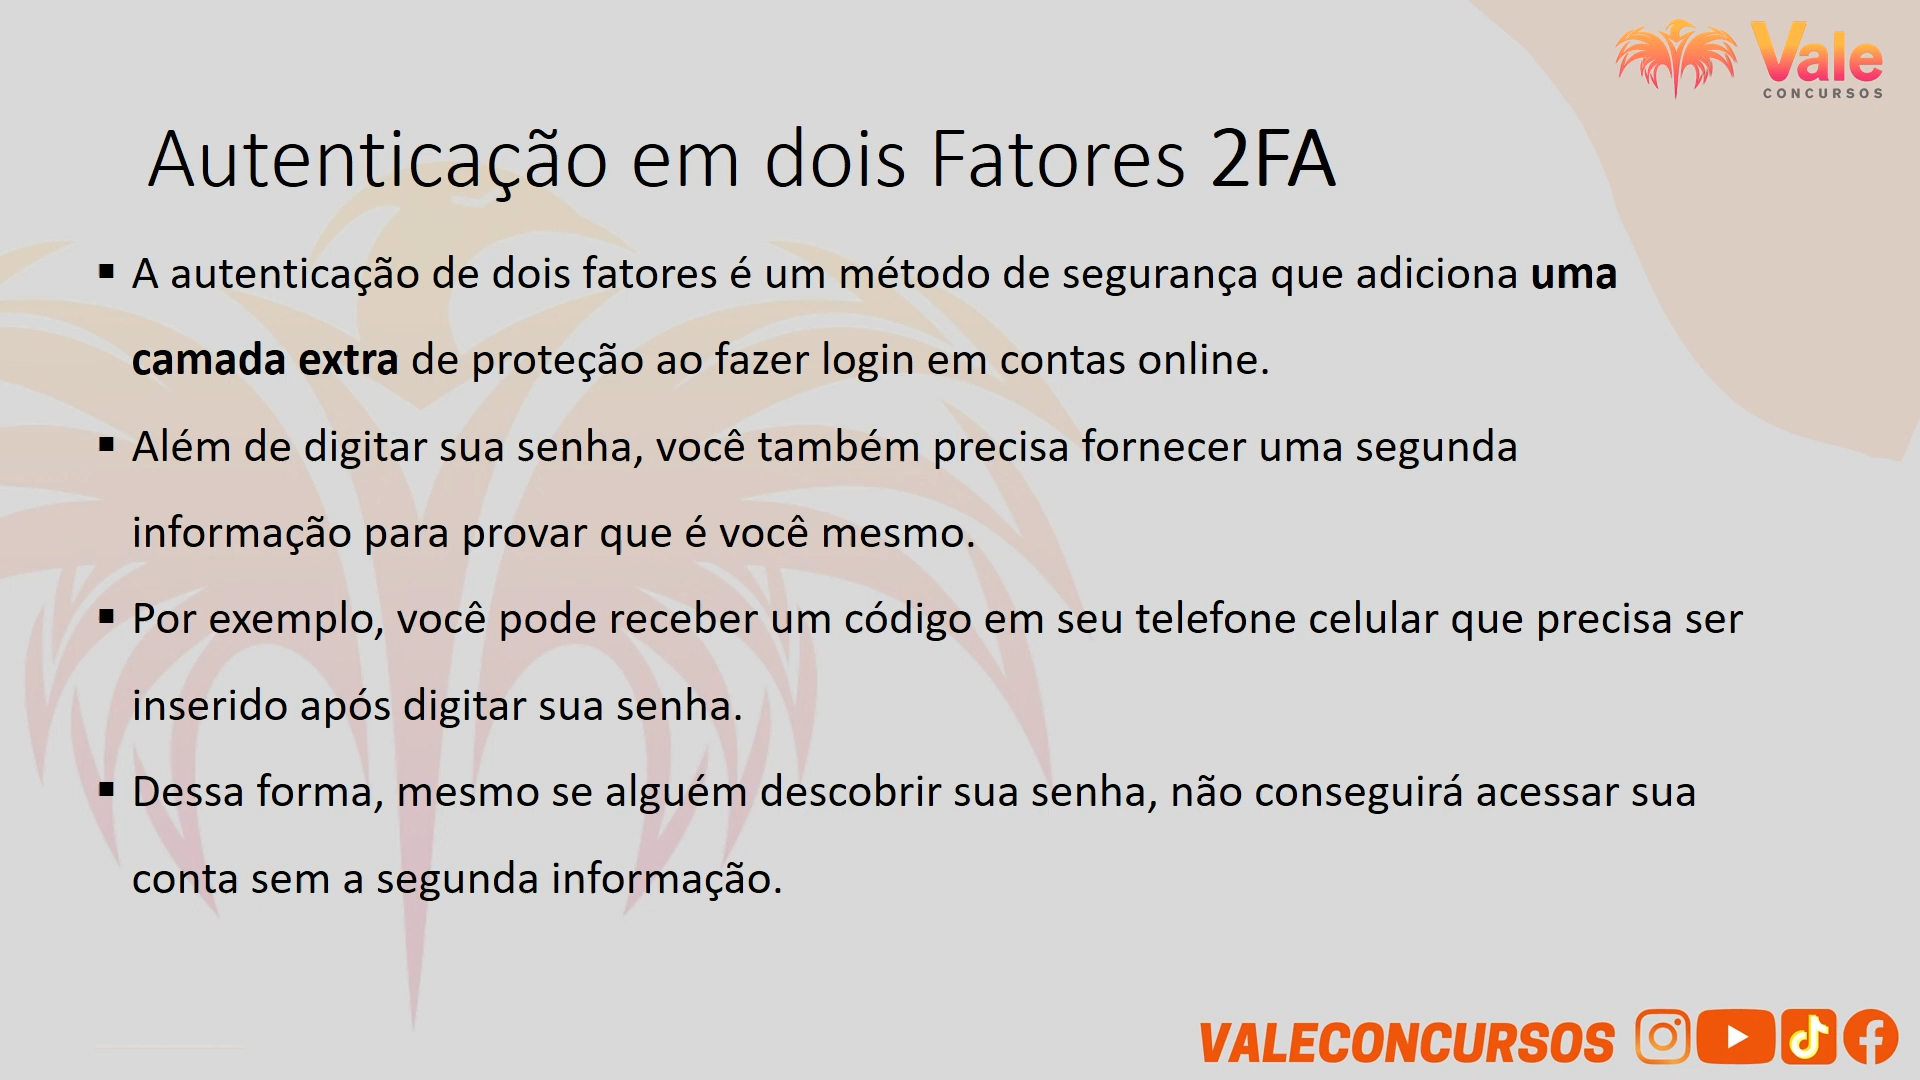 Vale
CONCURSOS
Autenticação em dois Fatores 2FA
▪ A autenticação de dois fatores é um método de segurança que adiciona uma
camada extra de proteção ao fazer login em contas online.
▪ Além de digitar sua senha, você também precisa fornecer uma segunda
informação para provar que é você mesmo.
▪ Por exemplo, você pode receber um código em seu telefone celular que precisa ser
inserido após digitar sua senha.
▪ Dessa forma, mesmo se alguém descobrir sua senha, não conseguirá acessar sua
conta sem a segunda informação.
VALECONCURSOS